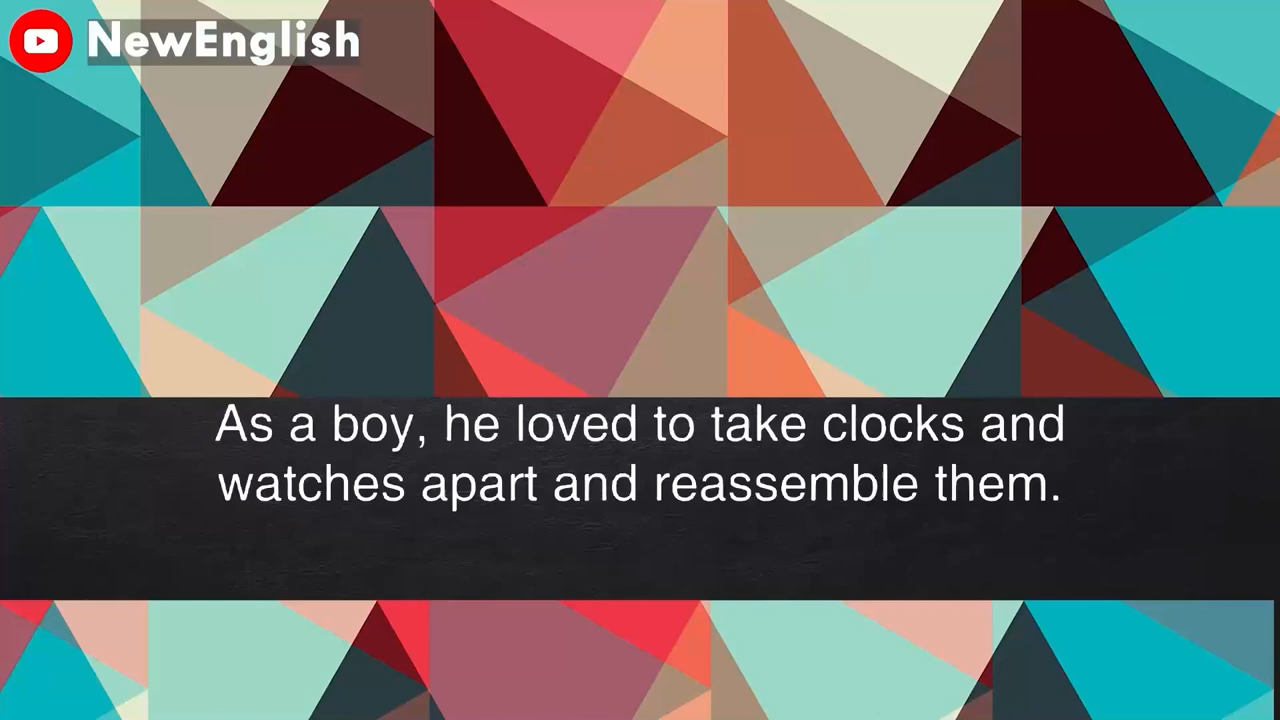 NewEnglish
As a boy, he loved to take clocks and
watches apart and reassemble them.